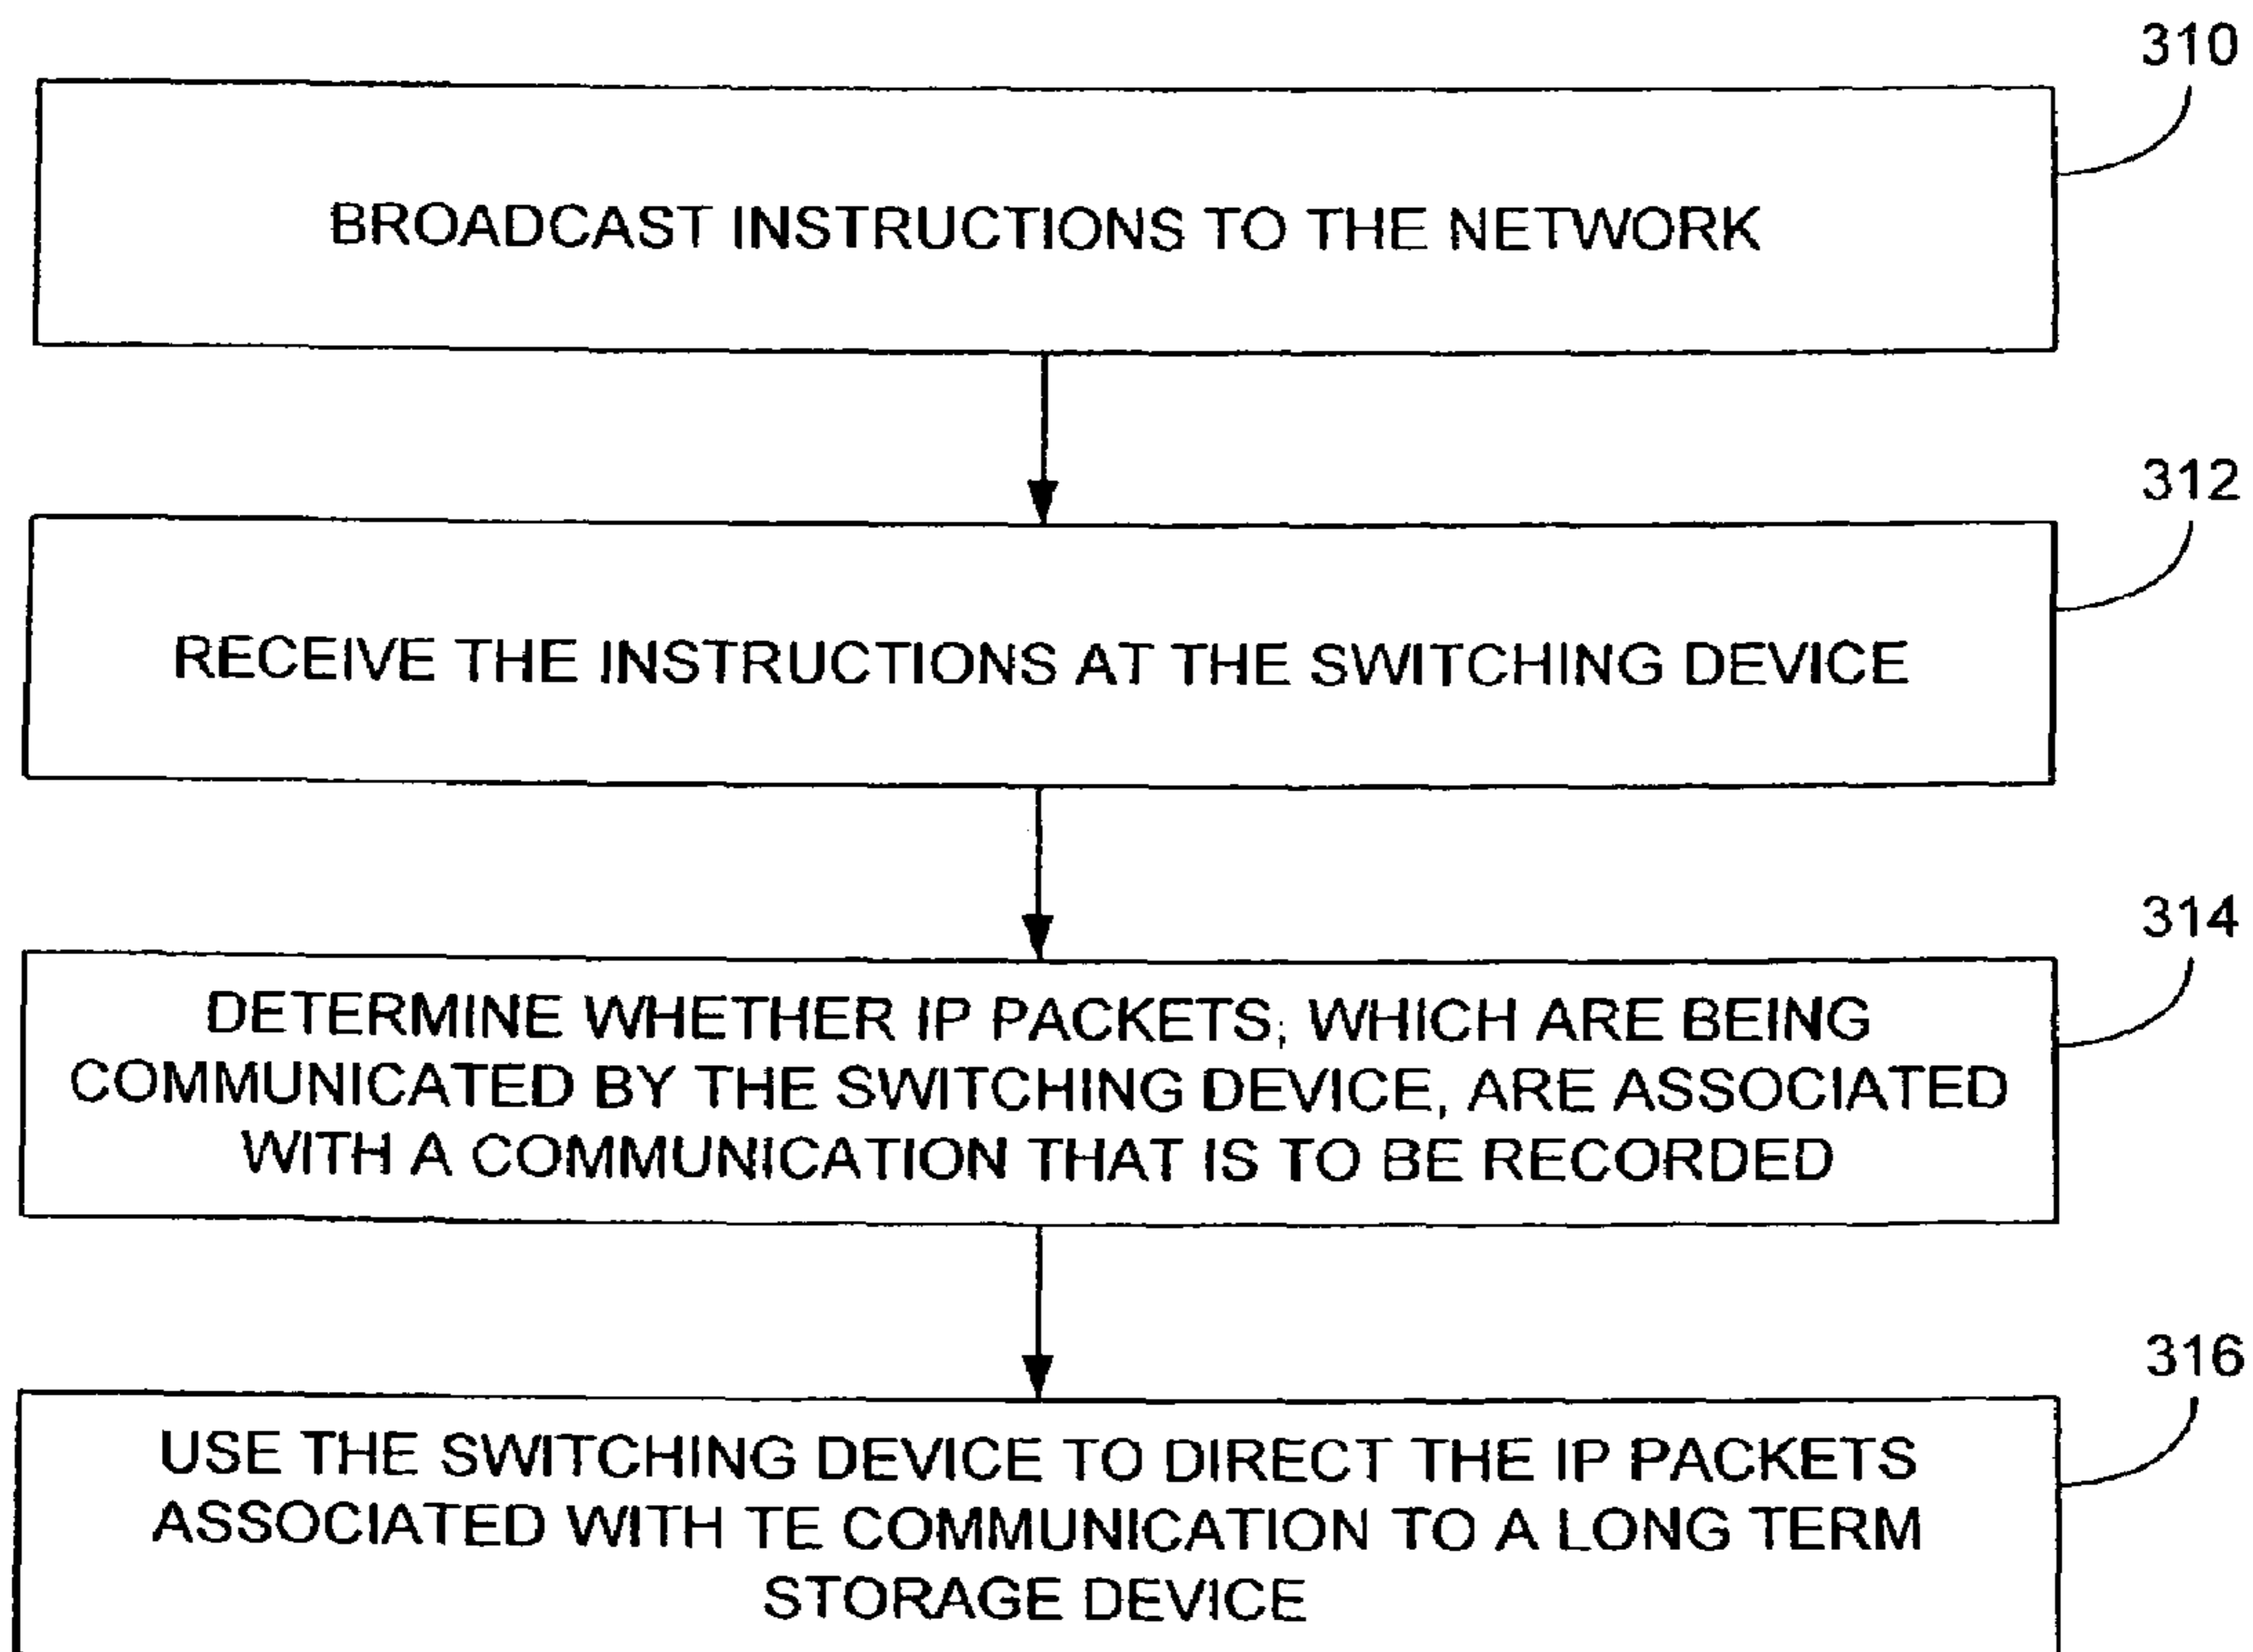 310
BROADCAST INSTRUCTIONS TO THE NETWORK
312
RECEIVE THE INSTRUCTIONS AT THE SWITCHING DEVICE
314
DETERMINE WHETHER IP PACKETS, WHICH ARE BEING
COMMUNICATED BY THE SWITCHING DEVICE, ARE ASSOCIATED
WITH A COMMUNICATION THAT IS TO BE RECORDED
316
USE THE SWITCHING DEVICE TO DIRECT THE IP PACKETS
ASSOCIATED WITH TE COMMUNICATION TO A LONG TERM
STORAGE DEVICE